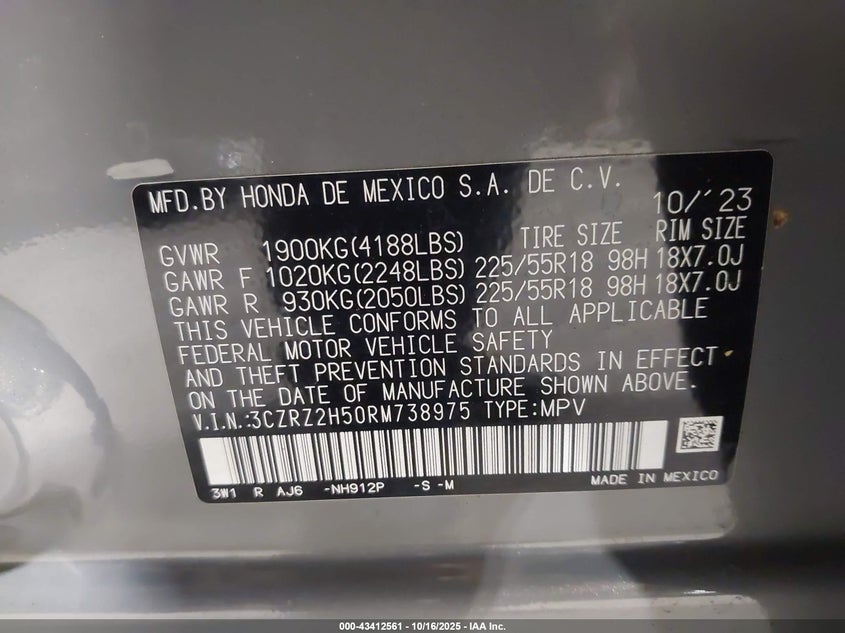 MFD.BY HONDA DE MEXICO S.A. DE C.V. 10/'23
TIRE SIZE RIM SIZE
GVWR 1900KG(4188LBS)
GAWR F 1020KG(2248LBS) 225/55R18 98H 18X7.0J
GAWR R 930KG(2050LBS) 225/55R18 98H 18X7.0J
THIS VEHICLE CONFORMS TO ALL APPLICABLE
FEDERAL MOTOR VEHICLE SAFETY
AND THEFT PREVENTION STANDARDS IN EFFECT
ON THE DATE OF MANUFACTURE SHOWN ABOVE.
V.I.N.:3CZRZ2H50RM738975 TYPE:MPV
3W1 R AJ6 -NH912P -S -M MADE IN MEXICO
000-43412561 - 10/16/2025 - IAA Inc.